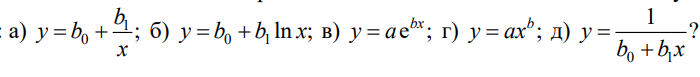 : а) y = b₀ + b₁/x; б) y = b₀ + b₁ ln x; в) y = ae^{bx}; г) y = ax^b; д) y = 1/(b₀ + b₁x)?